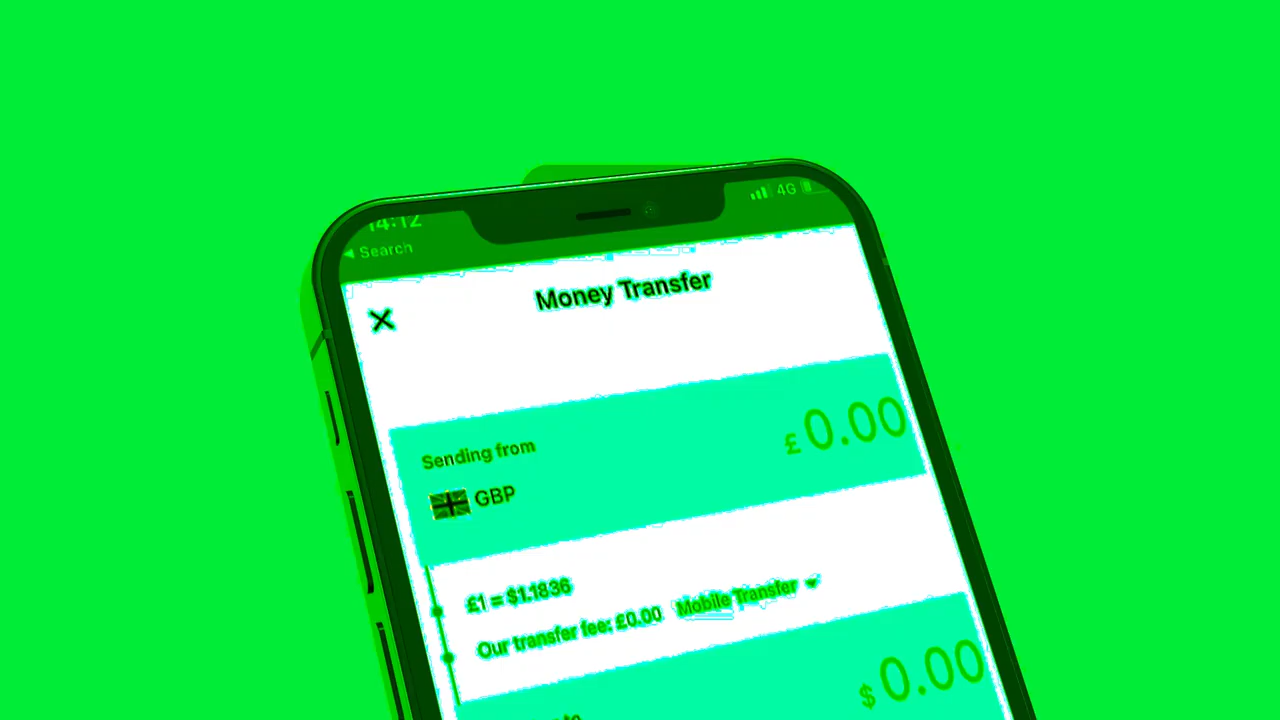 14:12
4G
◀ Search
Money Transfer
Sending from
£0.00
GBP
£1 = $1.1836
Our transfer fee: £0.00 Mobile Transfer
$0.00